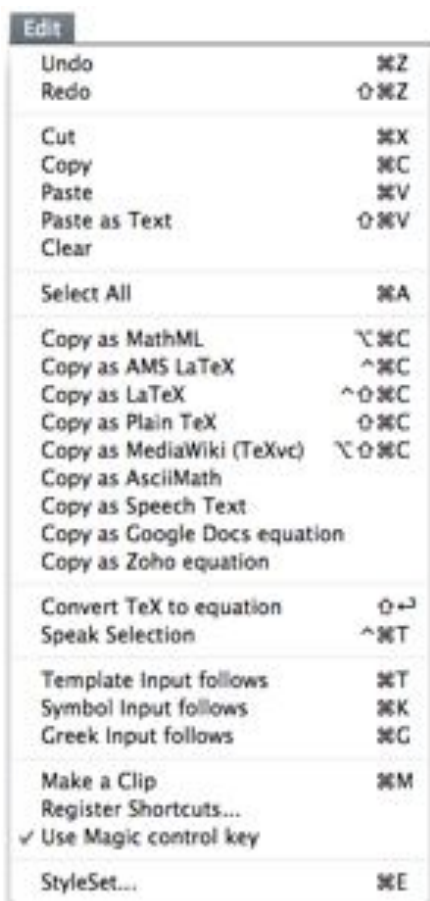 Edit
Undo ⌘Z
Redo ⇧⌘Z
Cut ⌘X
Copy ⌘C
Paste ⌘V
Paste as Text ⇧⌘V
Clear
Select All ⌘A
Copy as MathML ⌥⌘C
Copy as AMS LaTeX ^⌘C
Copy as LaTeX ^⇧⌘C
Copy as Plain TeX ⇧⌘C
Copy as MediaWiki (TeXvc) ⌥⇧⌘C
Copy as AsciiMath
Copy as Speech Text
Copy as Google Docs equation
Copy as Zoho equation
Convert TeX to equation ⇧⏎
Speak Selection ^⌘T
Template Input follows ⌘T
Symbol Input follows ⌘K
Greek Input follows ⌘G
Make a Clip ⌘M
Register Shortcuts...
✓ Use Magic control key
StyleSet... ⌘E